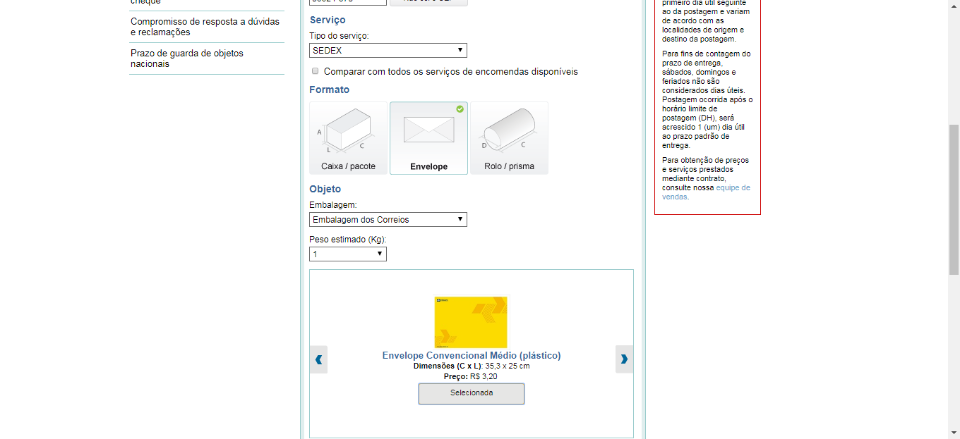 cheque
Compromisso de resposta a dúvidas
e reclamações
Prazo de guarda de objetos
nacionais
Serviço
Tipo do serviço:
SEDEX
Comparar com todos os serviços de encomendas disponíveis
Formato
A
L
C
Caixa / pacote
Envelope
D
C
Rolo / prisma
Objeto
Embalagem:
Embalagem dos Correios
Peso estimado (Kg):
1
Envelope Convencional Médio (plástico)
Dimensões (C x L): 35,3 x 25 cm
Preço: R$ 3,20
Selecionada
primeiro dia útil seguinte
ao da postagem e variam
de acordo com as
localidades de origem e
destino da postagem.
Para fins de contagem do
prazo de entrega,
sábados, domingos e
feriados não são
considerados dias úteis.
Postagem ocorrida após o
horário limite de
postagem (DH), será
acrescido 1 (um) dia útil
ao prazo padrão de
entrega.
Para obtenção de preços
e serviços prestados
mediante contrato,
consulte nossa equipe de
vendas.